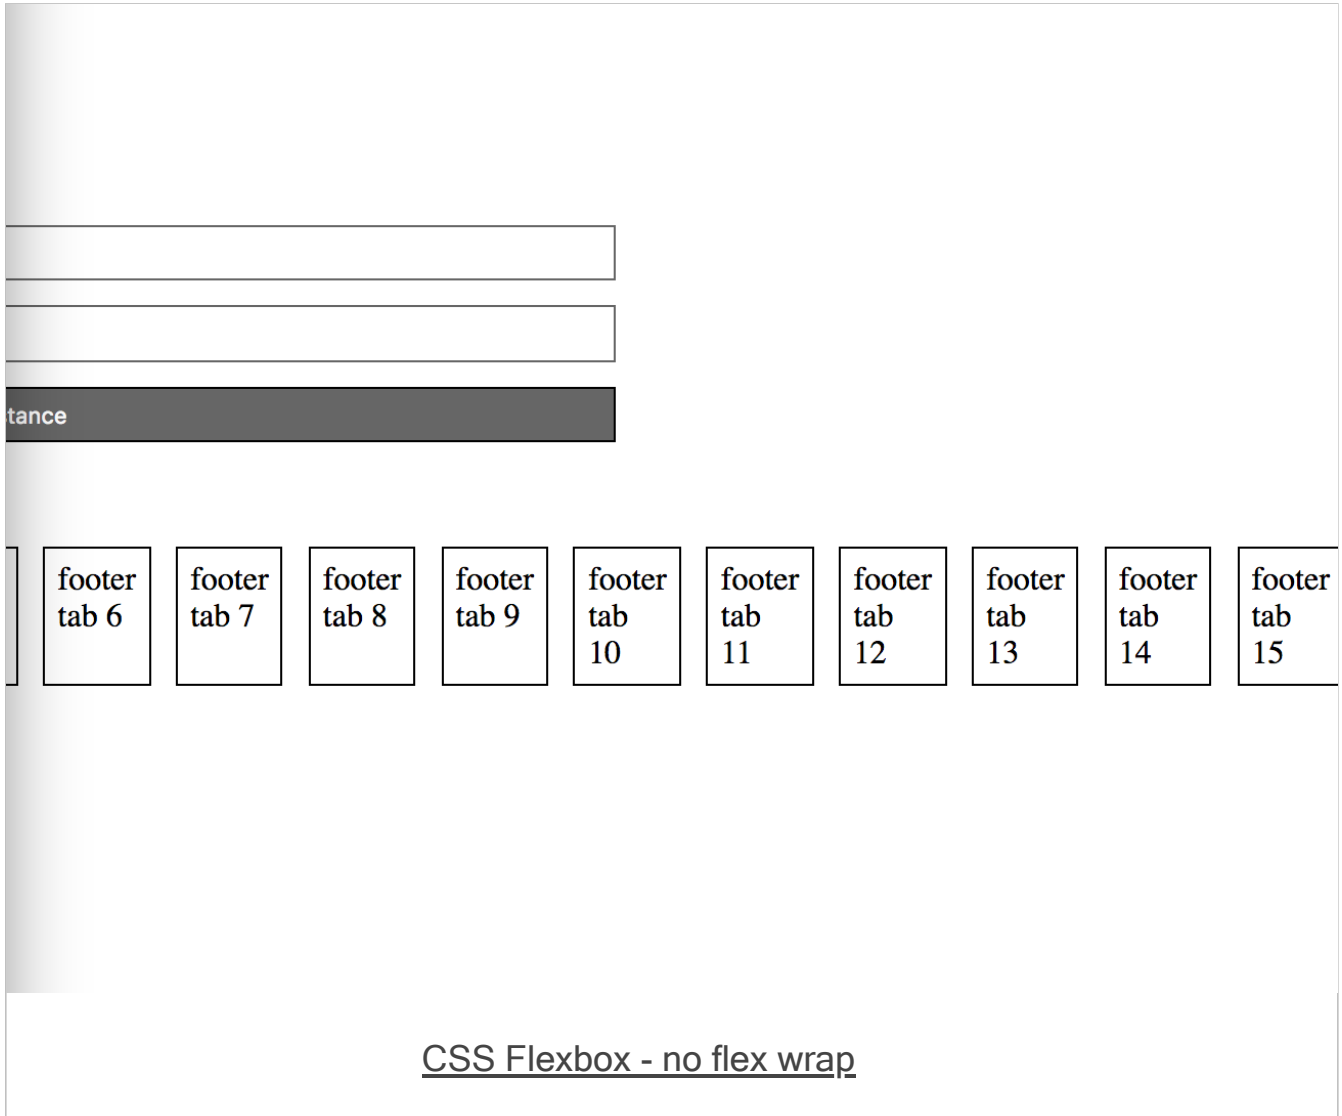 tance
footer
tab 6
footer
tab 7
footer
tab 8
footer
tab 9
footer
tab
10
footer
tab
11
footer
tab
12
footer
tab
13
footer
tab
14
footer
tab
15
CSS Flexbox - no flex wrap